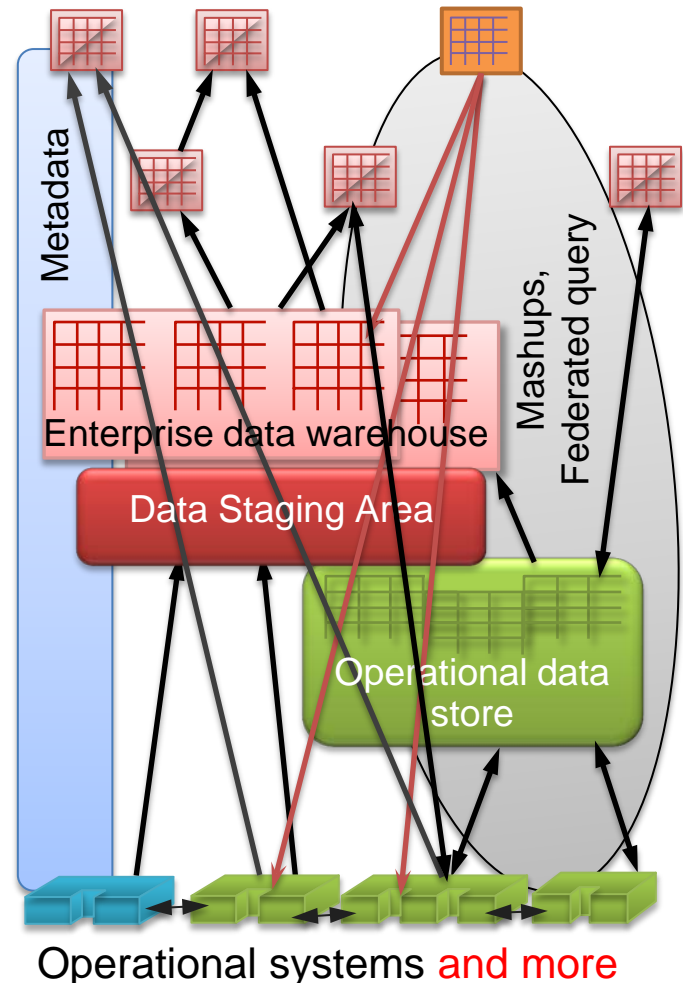 Metadata
Mashups,
Federated query
Enterprise data warehouse
Data Staging Area
Operational data
store
Operational systems and more